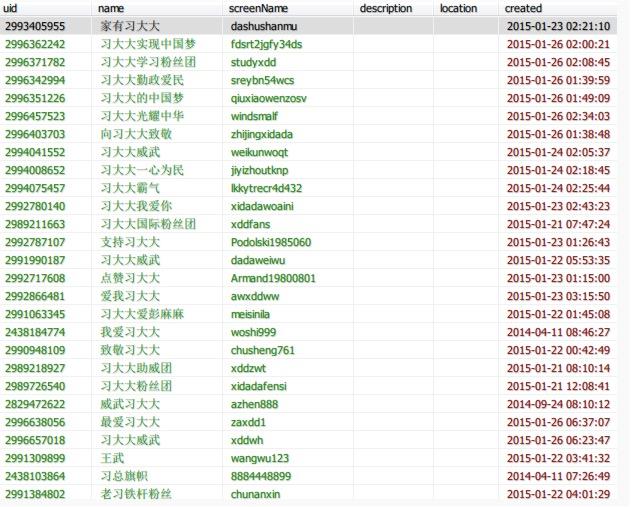 uid name screenName description location created
2993405955 家有习大大 dashushanmu 2015-01-23 02:21:10
2996362242 习大大实现中国梦 fdsrt2jgfy34ds 2015-01-26 02:00:21
2996371782 习大大学习粉丝团 studyxdd 2015-01-26 02:08:45
2996342994 习大大勤政爱民 sreybn54wcs 2015-01-26 01:39:59
2996351226 习大大的中国梦 qiuxiaowenzosv 2015-01-26 01:49:09
2996457523 习大大光耀中华 windsmalf 2015-01-26 02:34:03
2996403703 向习大大致敬 zhijingxidada 2015-01-26 01:38:48
2994041552 习大大威武 weikunwoqt 2015-01-24 02:05:37
2994008652 习大大一心为民 jiyizhoutknp 2015-01-24 02:18:45
2994075457 习大大霸气 lkkytrecr4d432 2015-01-24 02:25:44
2992780140 习大大我爱你 xidadawoaini 2015-01-23 02:43:23
2989211663 习大大国际粉丝团 xddfans 2015-01-21 07:47:24
2992787107 支持习大大 Podolski1985060 2015-01-23 01:26:43
2991990187 习大大威武 dadaweiwu 2015-01-22 05:53:35
2992717608 点赞习大大 Armand19800801 2015-01-23 01:15:00
2992866481 爱我习大大 awxddww 2015-01-23 03:15:50
2991063345 习大大爱彭麻麻 meisinila 2015-01-22 01:45:08
2438184774 我爱习大大 woshi999 2014-04-11 08:46:27
2990948109 致敬习大大 chusheng761 2015-01-22 00:42:49
2989218927 习大大助威团 xddzwt 2015-01-21 08:10:14
2989726540 习大大粉丝团 xidadafensi 2015-01-21 12:08:41
2829472622 威武习大大 azhen888 2014-09-24 08:10:12
2996638056 最爱习大大 zaxdd1 2015-01-26 06:37:07
2996657018 习大大威武 xddwh 2015-01-26 06:23:47
2991309899 王武 wangwu123 2015-01-22 03:41:32
2438103864 习总旗帜 8884448899 2014-04-11 07:26:49
2991384802 老习铁杆粉丝 chunanxin 2015-01-22 04:01:29